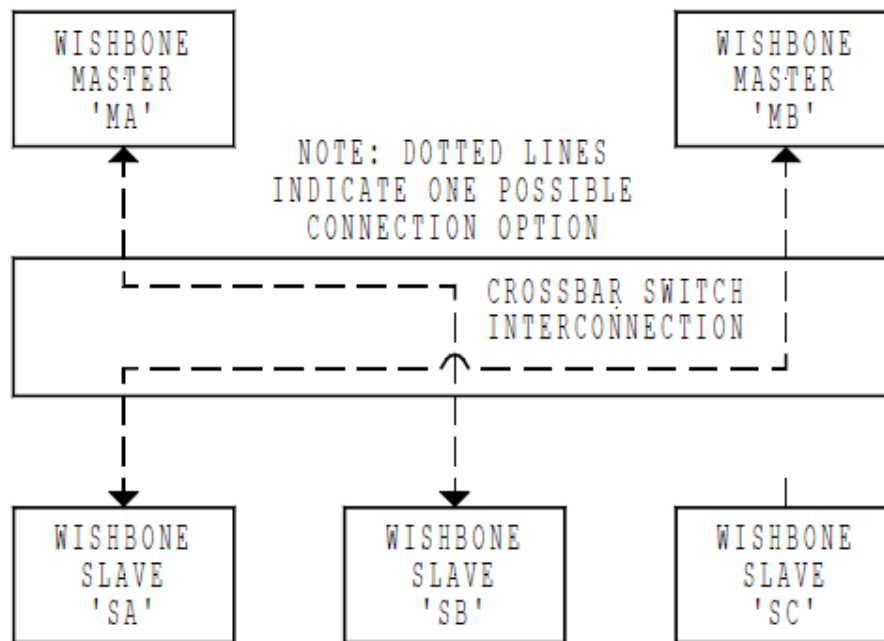 WISHBONE
MASTER
'MA'
WISHBONE
MASTER
'MB'
NOTE: DOTTED LINES
INDICATE ONE POSSIBLE
CONNECTION OPTION
CROSSBAR SWITCH
INTERCONNECTION
WISHBONE
SLAVE
'SA'
WISHBONE
SLAVE
'SB'
WISHBONE
SLAVE
'SC'